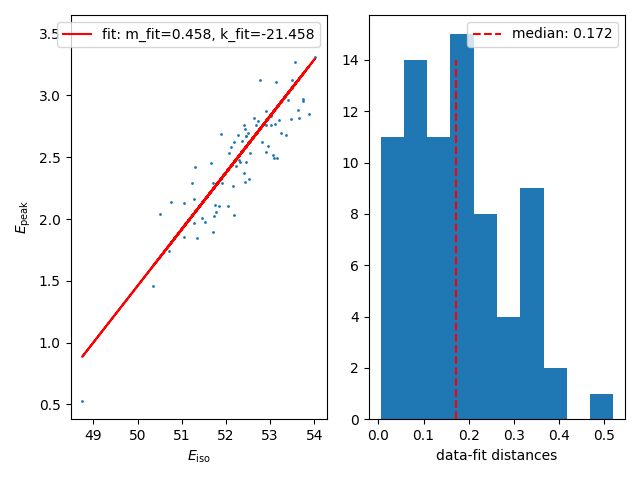 fit: m_fit=0.458, k_fit=-21.458
3.5
3.0
2.5
2.0
1.5
1.0
0.5
E_peak
49 50 51 52 53 54
E_iso
median: 0.172
14
12
10
8
6
4
2
0
0.0 0.1 0.2 0.3 0.4 0.5
data-fit distances